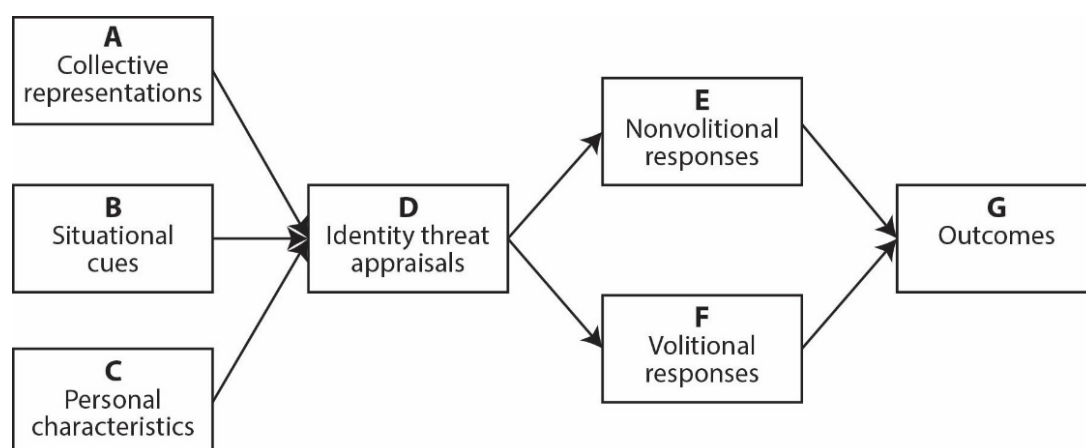 A
Collective
representations
B
Situational
cues
C
Personal
characteristics
D
Identity threat
appraisals
E
Nonvolitional
responses
F
Volitional
responses
G
Outcomes